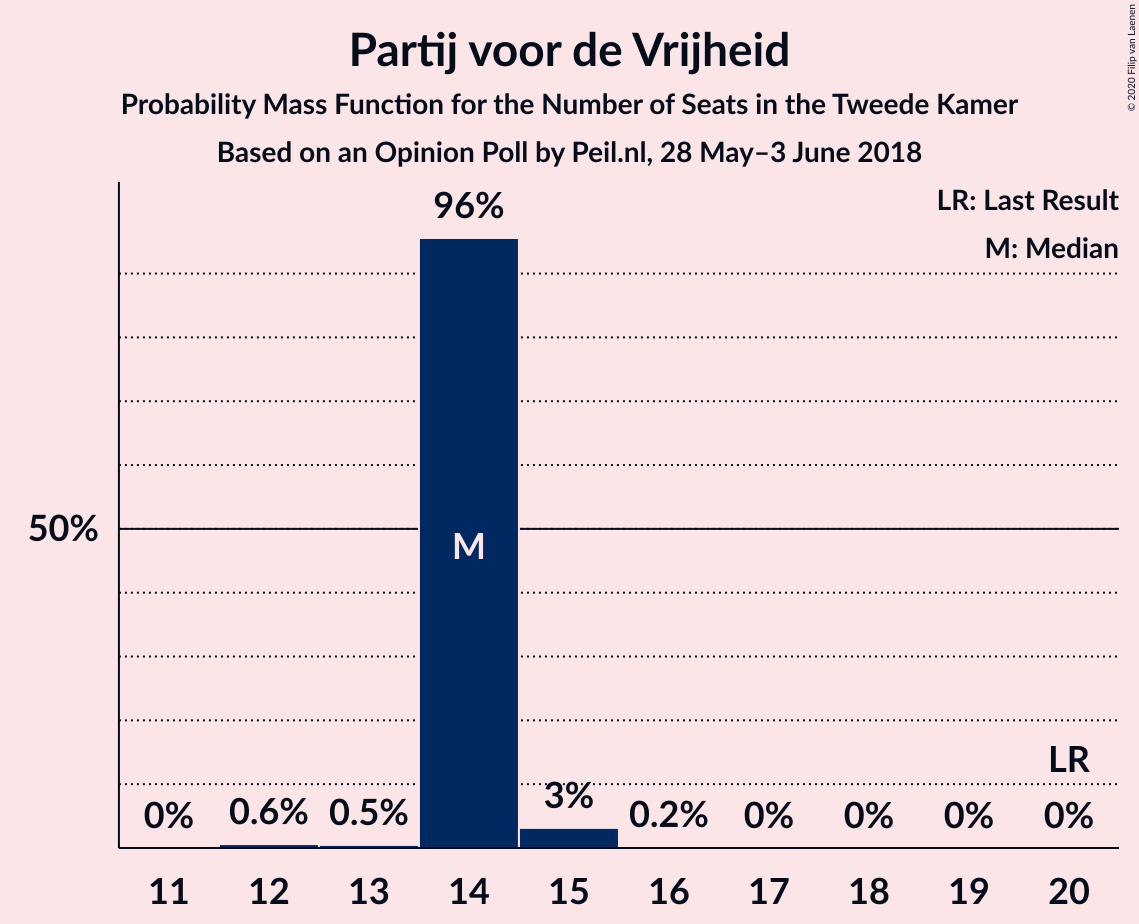 Partij voor de Vrijheid
Probability Mass Function for the Number of Seats in the Tweede Kamer
Based on an Opinion Poll by Peil.nl, 28 May–3 June 2018
© 2020 Filip van Laenen
LR: Last Result
M: Median
96%
50%
M
LR
0% 0.6% 0.5% 3% 0.2% 0% 0% 0% 0%
11 12 13 14 15 16 17 18 19 20